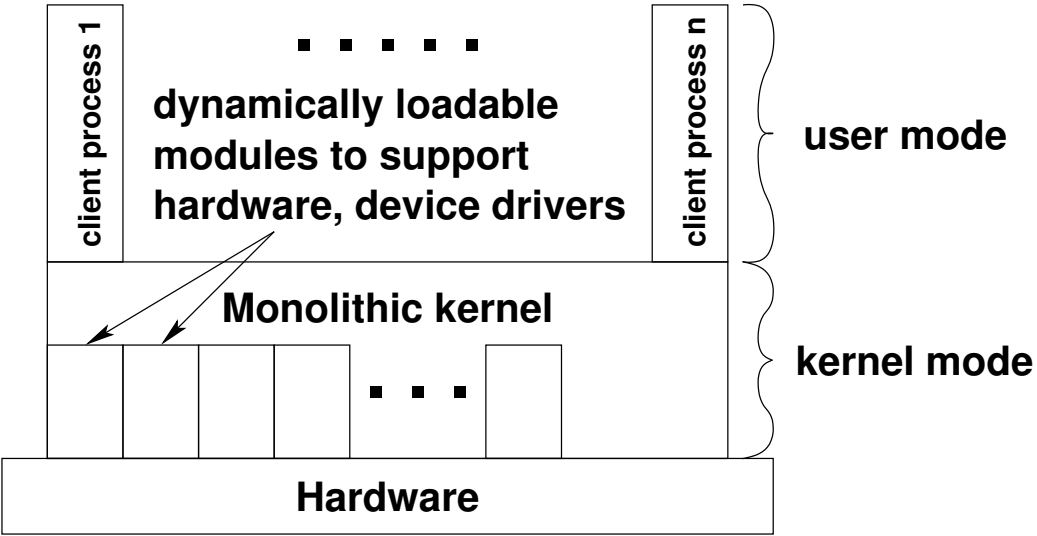 client process 1
client process n
dynamically loadable
modules to support
hardware, device drivers
user mode
Monolithic kernel
kernel mode
Hardware